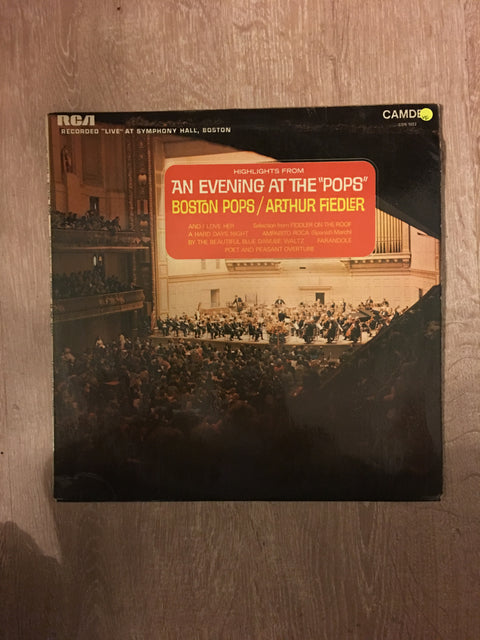 RCA
CAMDE
RECORDED "LIVE" AT SYMPHONY HALL, BOSTON
HIGHLIGHTS FROM
AN EVENING AT THE "POPS"
BOSTON POPS/ARTHUR FIEDLER
AND I LOVE HER Selection from FIDDLER ON THE ROOF
A HARD DAYS NIGHT AMPARITO ROCA (Spanish March)
BY THE BEAUTIFUL BLUE DANUBE WALTZ FARANDOLE
POET AND PEASANT OVERTURE